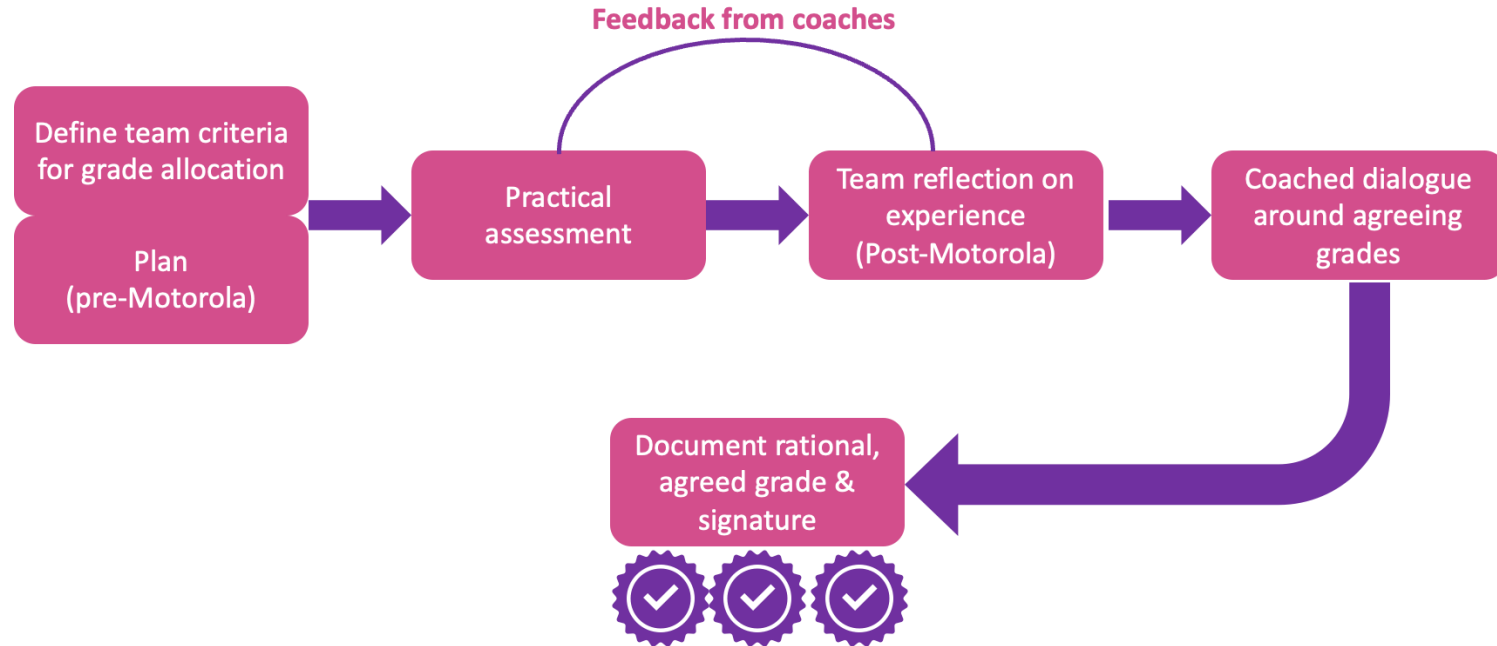 Feedback from coaches
Define team criteria
for grade allocation
Plan
(pre-Motorola)
Practical
assessment
Team reflection on
experience
(Post-Motorola)
Coached dialogue
around agreeing
grades
Document rational,
agreed grade &
signature